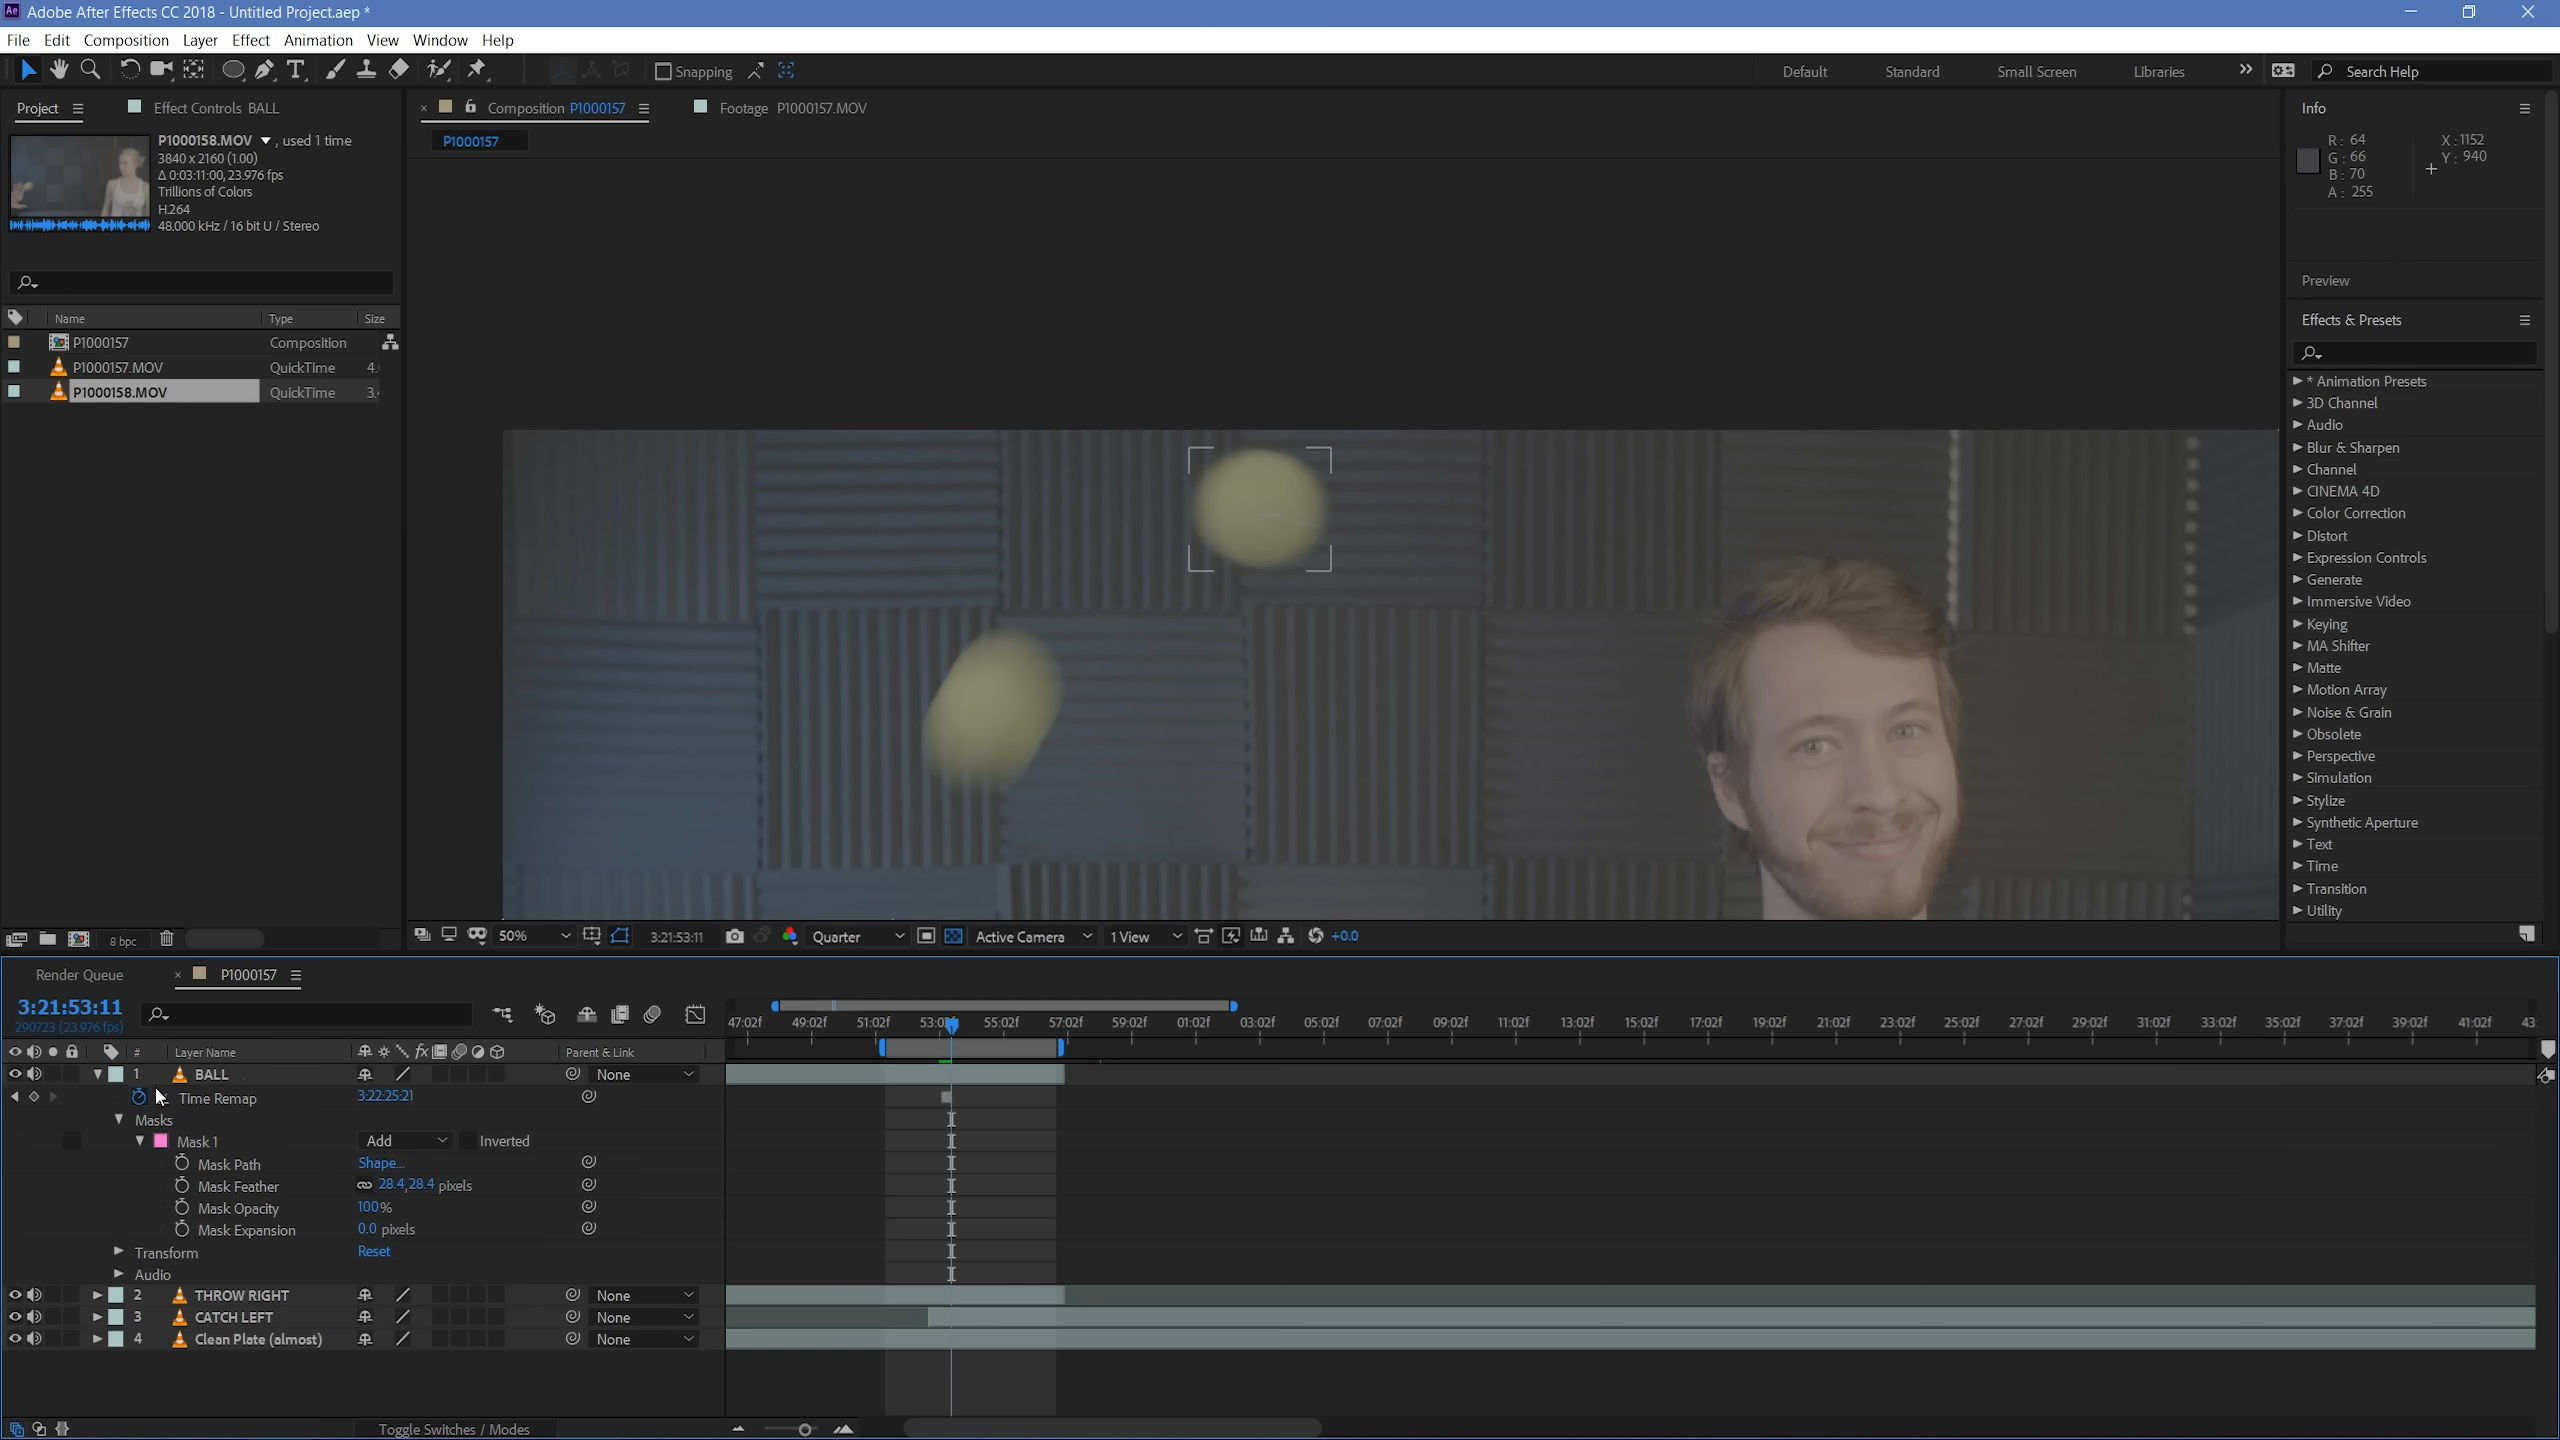 Ae Adobe After Effects CC 2018 - Untitled Project.aep *
File Edit Composition Layer Effect Animation View Window Help
Snapping
Default Standard Small Screen Libraries
Search Help
Project
Effect Controls BALL
P1000158.MOV , used 1 time
3840 x 2160 (1.00)
Δ 0:03:11:00, 23.976 fps
Trillions of Colors
H.264
48.000 kHz / 16 bit U / Stereo
Name Type Size
P1000157 Composition
P1000157.MOV QuickTime 4.
P1000158.MOV QuickTime 3.
8 bpc
Composition P1000157
Footage P1000157.MOV
P1000157
50% 3:21:53:11 Quarter Active Camera 1 View +0.0
Info
R: 64
G: 66
B: 70
A: 255
X: 1152
Y: 940
Preview
Effects & Presets
* Animation Presets
3D Channel
Audio
Blur & Sharpen
Channel
CINEMA 4D
Color Correction
Distort
Expression Controls
Generate
Immersive Video
Keying
MA Shifter
Matte
Motion Array
Noise & Grain
Obsolete
Perspective
Simulation
Stylize
Synthetic Aperture
Text
Time
Transition
Utility
Render Queue
P1000157
3:21:53:11
290723 (23.976 fps)
47:02f 49:02f 51:02f 53:0 55:02f 57:02f 59:02f 01:02f 03:02f 05:02f 07:02f 09:02f 11:02f 13:02f 15:02f 17:02f 19:02f 21:02f 23:02f 25:02f 27:02f 29:02f 31:02f 33:02f 35:02f 37:02f 39:02f 41:02f 43:
# Layer Name fx Parent & Link
1 BALL None
Time Remap 3:22:25:21
Masks
Mask 1 Add Inverted
Mask Path Shape...
Mask Feather 28.4,28.4 pixels
Mask Opacity 100%
Mask Expansion 0.0 pixels
Transform Reset
Audio
2 THROW RIGHT None
3 CATCH LEFT None
4 Clean Plate (almost) None
Toggle Switches / Modes